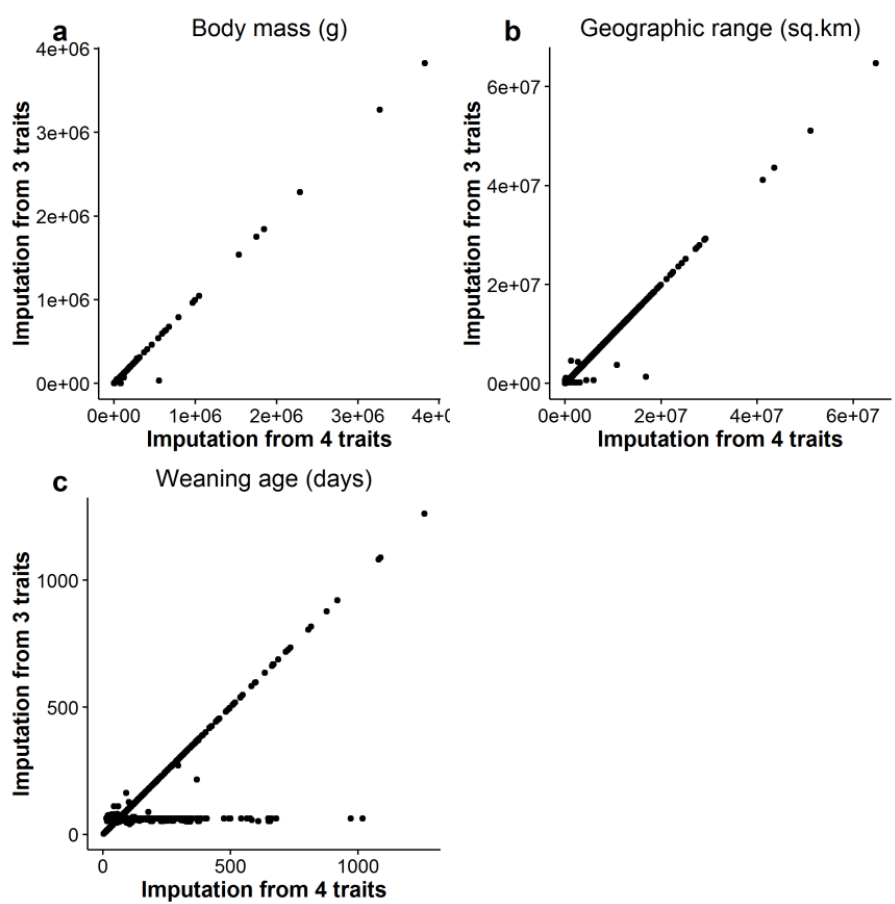 a
Body mass (g)
4e+06
3e+06
2e+06
1e+06
0e+00
Imputation from 3 traits
0e+00 1e+06 2e+06 3e+06 4e+0
Imputation from 4 traits
b
Geographic range (sq.km)
6e+07
4e+07
2e+07
0e+00
Imputation from 3 traits
0e+00 2e+07 4e+07 6e+07
Imputation from 4 traits
c
Weaning age (days)
1000
500
0
Imputation from 3 traits
0 500 1000
Imputation from 4 traits